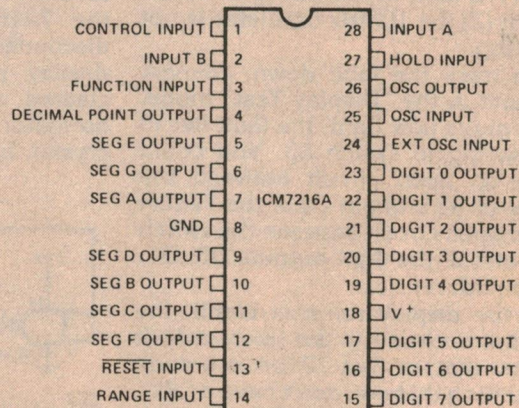 CONTROL INPUT 1 28 INPUT A
INPUT B 2 27 HOLD INPUT
FUNCTION INPUT 3 26 OSC OUTPUT
DECIMAL POINT OUTPUT 4 25 OSC INPUT
SEG E OUTPUT 5 24 EXT OSC INPUT
SEG G OUTPUT 6 23 DIGIT 0 OUTPUT
SEG A OUTPUT 7 ICM7216A 22 DIGIT 1 OUTPUT
GND 8 21 DIGIT 2 OUTPUT
SEG D OUTPUT 9 20 DIGIT 3 OUTPUT
SEG B OUTPUT 10 19 DIGIT 4 OUTPUT
SEG C OUTPUT 11 18 V+
SEG F OUTPUT 12 17 DIGIT 5 OUTPUT
RESET INPUT 13 16 DIGIT 6 OUTPUT
RANGE INPUT 14 15 DIGIT 7 OUTPUT